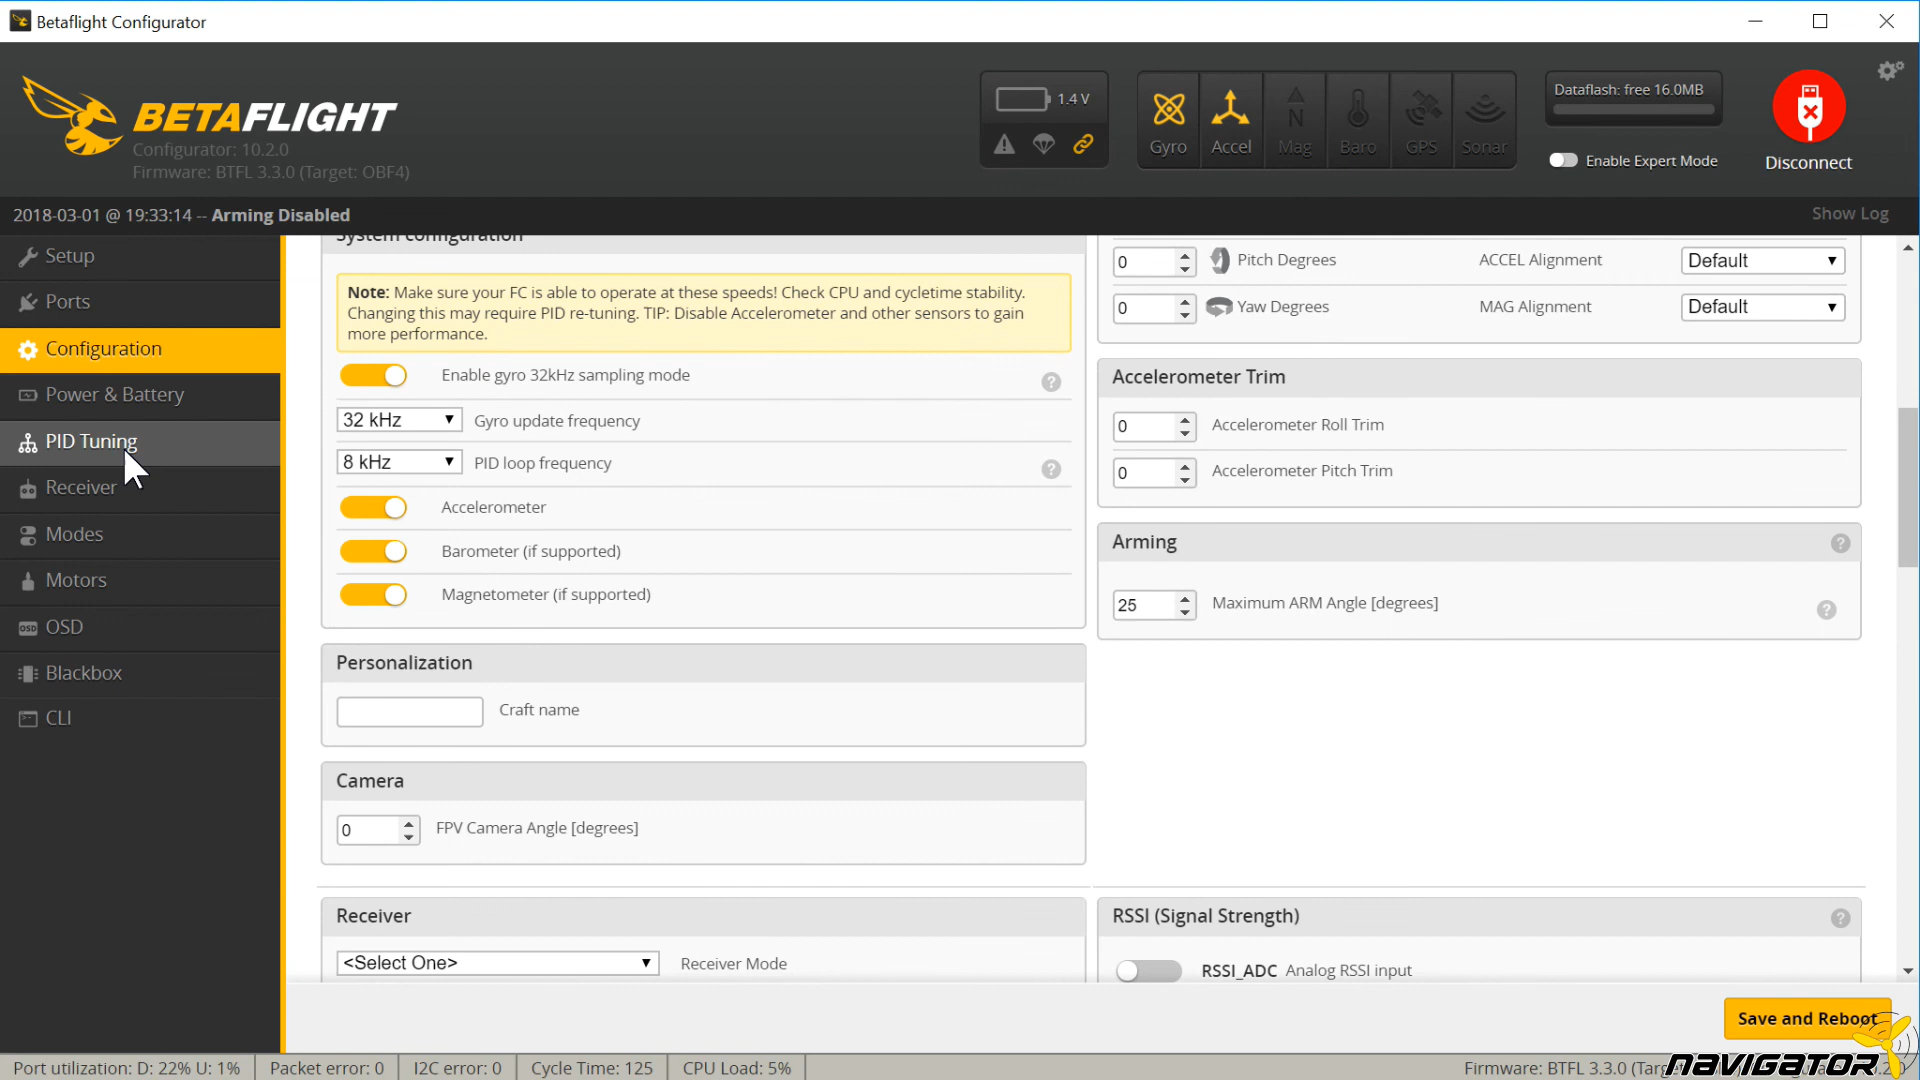 Betaflight Configurator
BETAFLIGHT
Configurator: 10.2.0
Firmware: BTFL 3.3.0 (Target: OBF4)
1.4 V
Gyro
Accel
Mag
Baro
GPS
Sonar
Dataflash: free 16.0MB
Enable Expert Mode
Disconnect
2018-03-01 @ 19:33:14 -- Arming Disabled
Show Log
Setup
Ports
Configuration
Power & Battery
PID Tuning
Receiver
Modes
Motors
OSD
Blackbox
CLI
System configuration
Note: Make sure your FC is able to operate at these speeds! Check CPU and cycletime stability.
Changing this may require PID re-tuning. TIP: Disable Accelerometer and other sensors to gain
more performance.
Enable gyro 32kHz sampling mode
32 kHz Gyro update frequency
8 kHz PID loop frequency
Accelerometer
Barometer (if supported)
Magnetometer (if supported)
Personalization
Craft name
Camera
0 FPV Camera Angle [degrees]
Receiver
<Select One> Receiver Mode
0 Pitch Degrees ACCEL Alignment Default
0 Yaw Degrees MAG Alignment Default
Accelerometer Trim
0 Accelerometer Roll Trim
0 Accelerometer Pitch Trim
Arming
25 Maximum ARM Angle [degrees]
RSSI (Signal Strength)
RSSI_ADC Analog RSSI input
Save and Reboot
Port utilization: D: 22% U: 1% Packet error: 0 I2C error: 0 Cycle Time: 125 CPU Load: 5%
Firmware: BTFL 3.3.0
NAVIGATOR